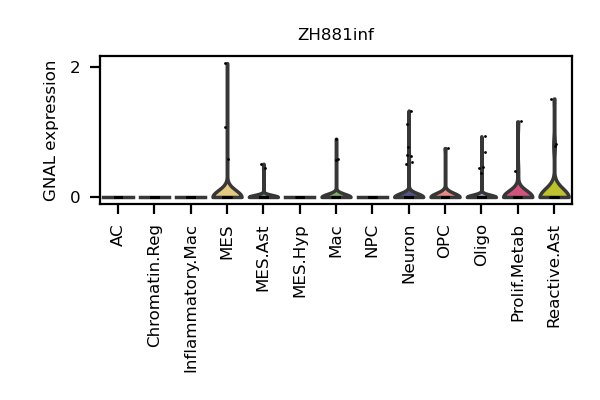 ZH881inf
GNAL expression
2
0
AC
Chromatin.Reg
Inflammatory.Mac
MES
MES.Ast
MES.Hyp
Mac
NPC
Neuron
OPC
Oligo
Prolif.Metab
Reactive.Ast